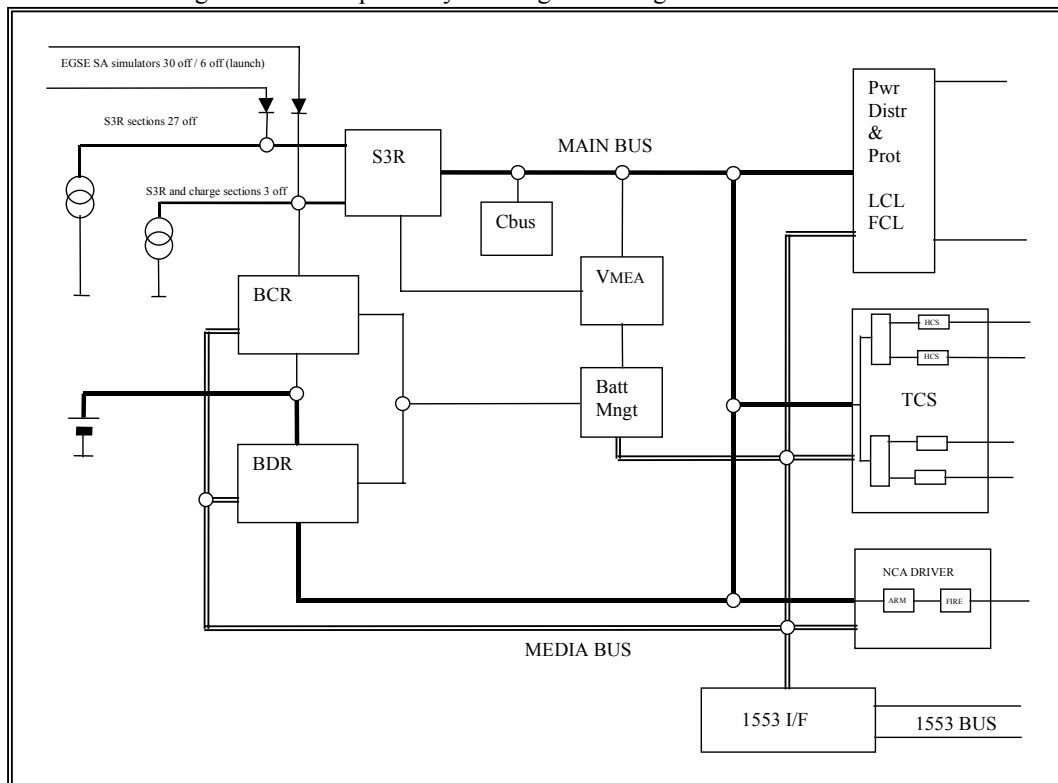 EGSE SA simulators 30 off / 6 off (launch)
S3R sections 27 off
S3R
MAIN BUS
S3R and charge sections 3 off
Cbus
Pwr
Distr
&
Prot
LCL
FCL
BCR
VMEA
Batt
Mngt
BDR
HCS
HCS
TCS
NCA DRIVER
ARM
FIRE
MEDIA BUS
1553 I/F
1553 BUS